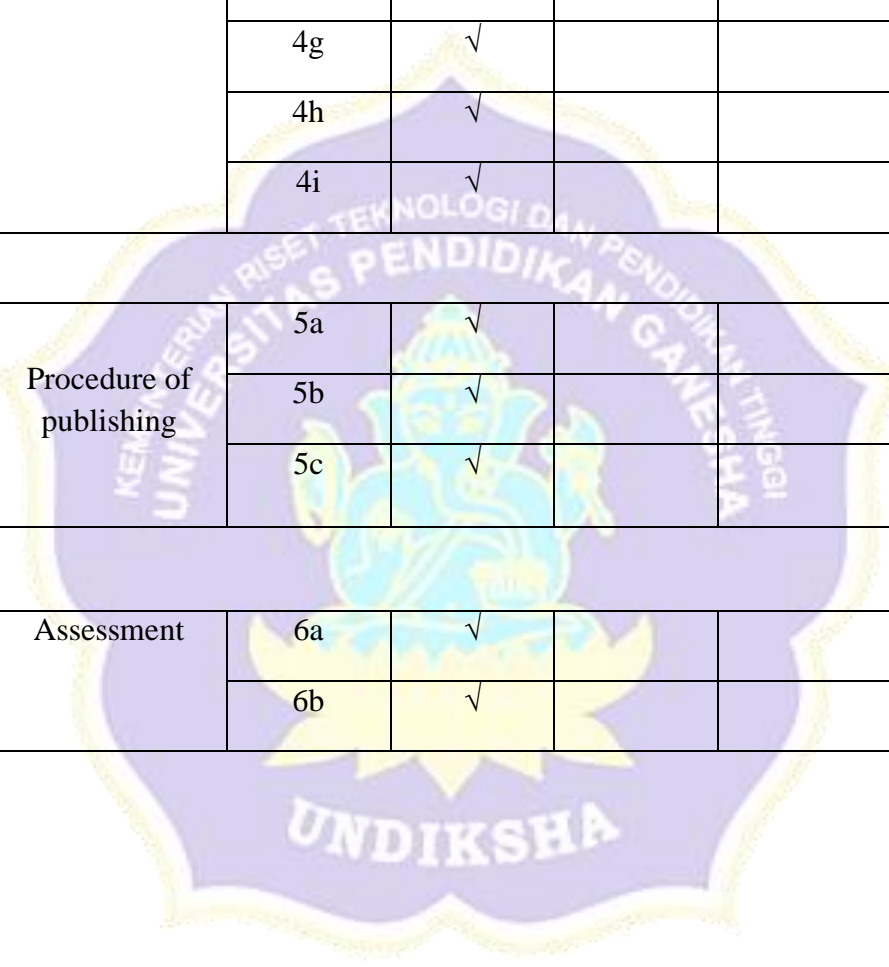 4g √
4h √
4i √
KEMENTERIAN RISET TEKNOLOGI DAN PENDIDIKAN TINGGI
UNIVERSITAS PENDIDIKAN GANESHA
Procedure of
publishing
5a √
5b √
5c √
Assessment 6a √
6b √
UNDIKSHA